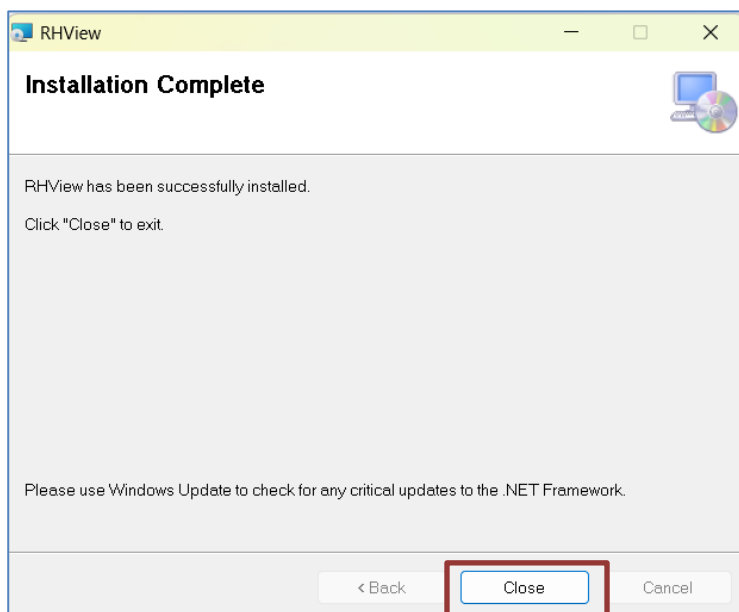 RHView
Installation Complete
RHView has been successfully installed.
Click "Close" to exit.
Please use Windows Update to check for any critical updates to the .NET Framework.
< Back
Close
Cancel